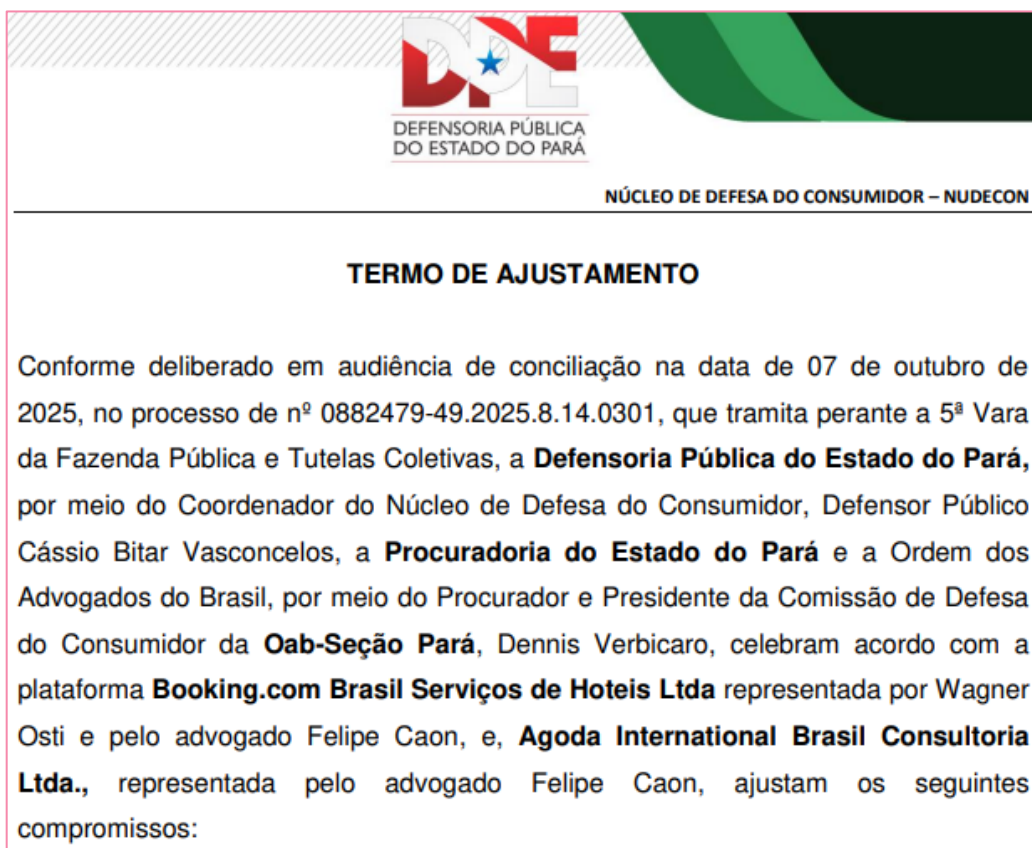 DPE
DEFENSORIA PÚBLICA
DO ESTADO DO PARÁ
NÚCLEO DE DEFESA DO CONSUMIDOR – NUDECON
TERMO DE AJUSTAMENTO
Conforme deliberado em audiência de conciliação na data de 07 de outubro de
2025, no processo de nº 0882479-49.2025.8.14.0301, que tramita perante a 5ª Vara
da Fazenda Pública e Tutelas Coletivas, a Defensoria Pública do Estado do Pará,
por meio do Coordenador do Núcleo de Defesa do Consumidor, Defensor Público
Cássio Bitar Vasconcelos, a Procuradoria do Estado do Pará e a Ordem dos
Advogados do Brasil, por meio do Procurador e Presidente da Comissão de Defesa
do Consumidor da Oab-Seção Pará, Dennis Verbicaro, celebram acordo com a
plataforma Booking.com Brasil Serviços de Hoteis Ltda representada por Wagner
Osti e pelo advogado Felipe Caon, e, Agoda International Brasil Consultoria
Ltda., representada pelo advogado Felipe Caon, ajustam os seguintes
compromissos: